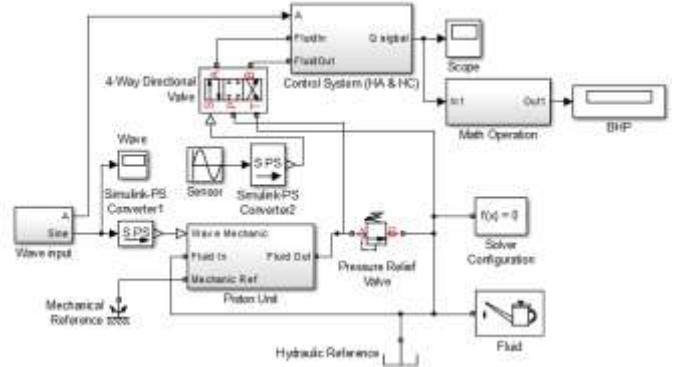 A
FluidIn
Q signal
FluidOut
Control System (HA & HC)
Scope
4-Way Directional
Valve
A
B
S
P
T
In1
Out1
Math Operation
BHP
Wave
Sensor
S PS
Simulink-PS
Converter2
Simulink-PS
Converter1
A
Sine
Wave input
S PS
Wave Mechanic
Fluid In
Fluid Out
Mechanic Ref
Piston Unit
A
B
Pressure Relief
Valve
f(x) = 0
Solver
Configuration
Mechanical
Reference
Hydraulic Reference
Fluid